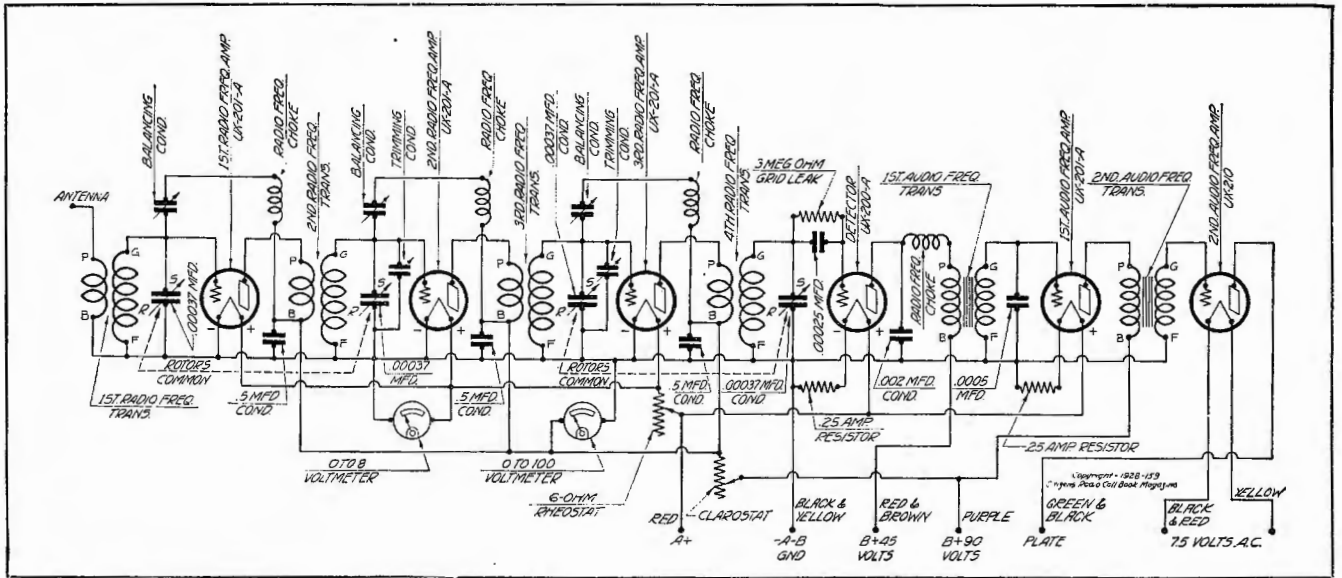 BALANCING
COND.
1ST. RADIO FREQ. AMP.
UX-201-A
RADIO FREQ.
CHOKE
2ND. RADIO FREQ.
TRANS.
BALANCING
COND.
TRIMMING
COND
2ND. RADIO FREQ. AMP.
UX-201-A
RADIO FREQ
CHOKE
3RD. RADIO FREQ.
TRANS.
.00037 MFD.
COND.
BALANCING
COND.
TRIMMING
COND.
3RD. RADIO FREQ. AMP.
UX-201-A
RADIO FREQ.
CHOKE
4TH. RADIO FREQ
TRANS.
3 MEG OHM
GRID LEAK
DETECTOR
UX-201-A
1ST. AUDIO FREQ.
TRANS
1ST. AUDIO FREQ. AMP.
UX-201-A
2ND. AUDIO FREQ.
TRANS.
2ND. AUDIO FREQ. AMP.
UX-210
ANTENNA
P
B
G
F
R
S
.00037 MFD.
-
+
P
B
G
F
R
S
-
+
P
B
G
F
R
S
-
+
P
B
G
F
R
S
.00025 MFD.
-
+
RADIO FREQ.
CHOKE
P
B
G
F
-
+
P
B
G
F
ROTORS
COMMON
.00037
MFD.
ROTORS
COMMON
.00037 MFD.
COND.
1ST. RADIO FREQ.
TRANS.
.5 MFD
COND.
.5 MFD
COND.
.5 MFD
COND.
.002 MFD.
COND.
.0005
MFD.
.25 AMP.
RESISTOR
.25 AMP. RESISTOR
0 TO 8
VOLTMETER
0 TO 100
VOLTMETER
6-OHM
RHEOSTAT
CLAROSTAT
Copyright - 1928 - 159
Citizens Radio Call Book Magazine
RED
A+
BLACK &
YELLOW
-A-B
GND
RED &
BROWN
B+45
VOLTS
PURPLE
B+90
VOLTS
GREEN &
BLACK
PLATE
BLACK
& RED
YELLOW
7.5 VOLTS. A.C.